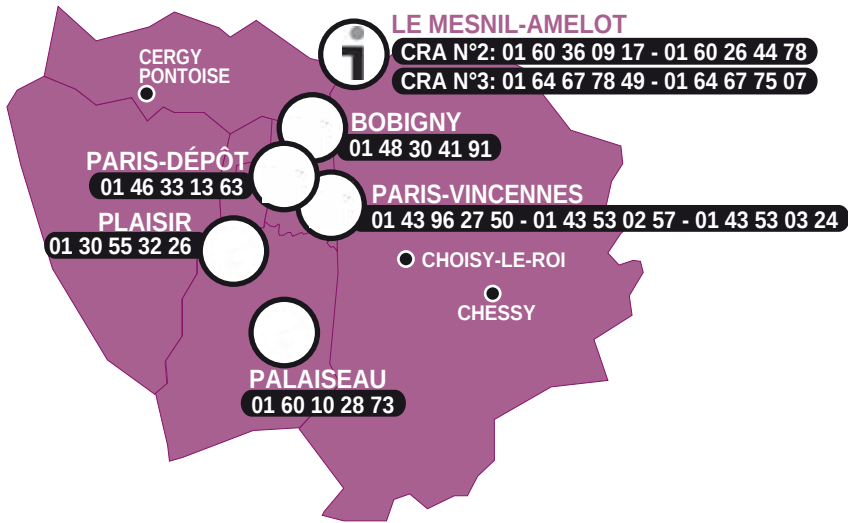 LE MESNIL-AMELOT
CRA N°2: 01 60 36 09 17 - 01 60 26 44 78
CRA N°3: 01 64 67 78 49 - 01 64 67 75 07
CERGY
PONTOISE
BOBIGNY
01 48 30 41 91
PARIS-DÉPÔT
01 46 33 13 63
PARIS-VINCENNES
01 43 96 27 50 - 01 43 53 02 57 - 01 43 53 03 24
PLAISIR
01 30 55 32 26
CHOISY-LE-ROI
CHESSY
PALAISEAU
01 60 10 28 73